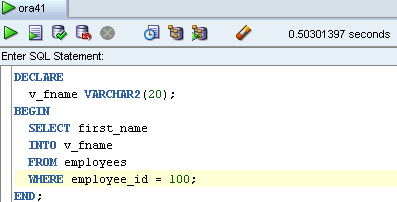 ora41
0.50301397 seconds
Enter SQL Statement:
DECLARE
v_fname VARCHAR2(20);
BEGIN
SELECT first_name
INTO v_fname
FROM employees
WHERE employee_id = 100;
END;